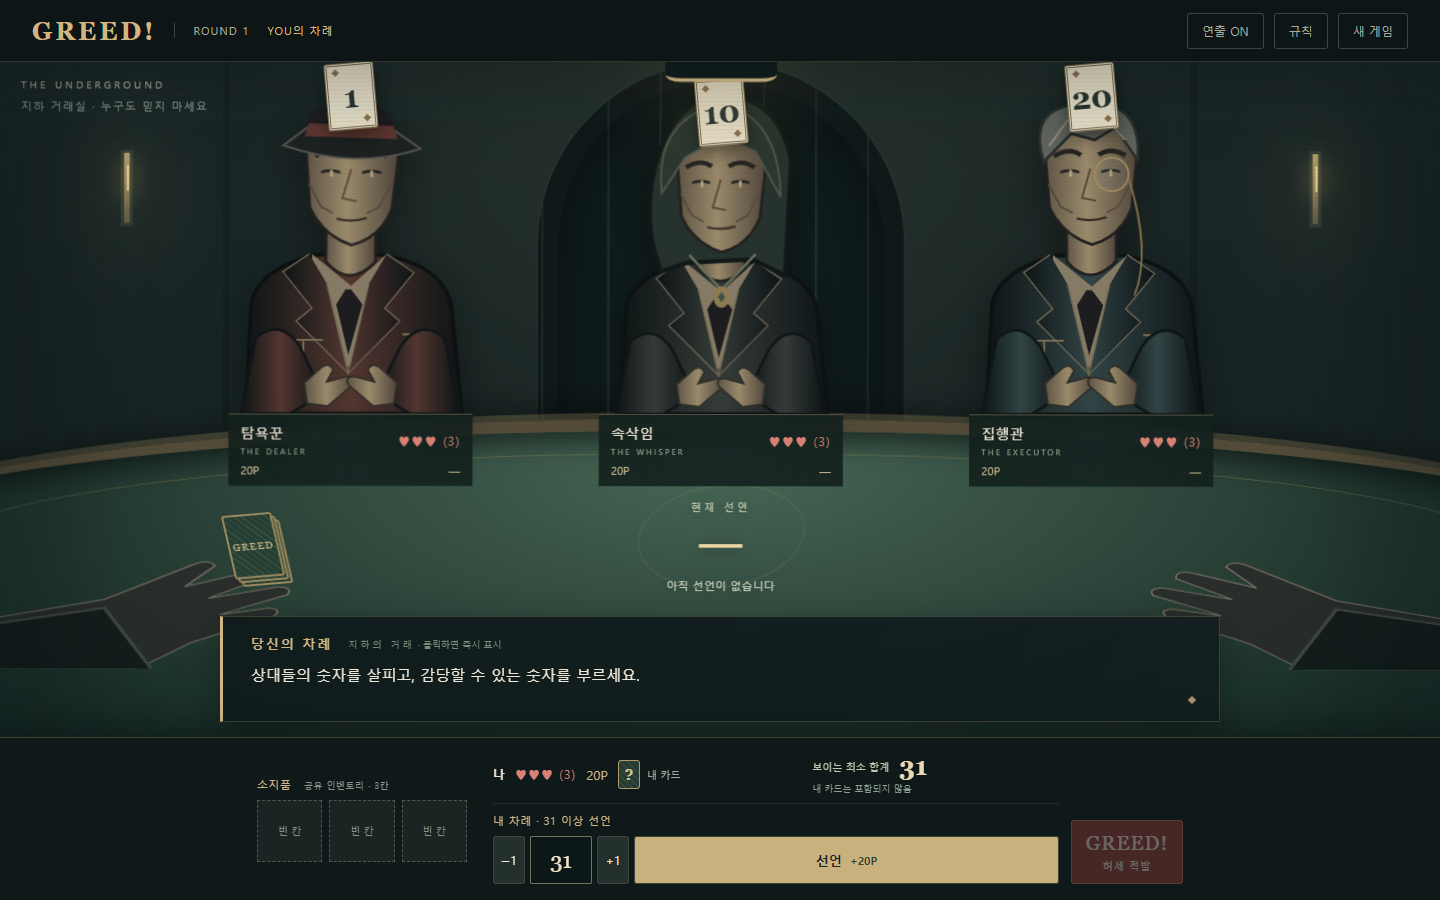 GREED!
ROUND 1 YOU의 차례
연출 ON 규칙 새 게임
THE UNDERGROUND
지하 거래실 · 누구도 믿지 마세요
1
10
20
탐욕꾼 ♥♥♥ (3)
THE DEALER
20P —
속삭임 ♥♥♥ (3)
THE WHISPER
20P —
집행관 ♥♥♥ (3)
THE EXECUTOR
20P —
현재 선언
—
아직 선언이 없습니다
GREED
당신의 차례 지하의 거래 · 클릭하면 즉시 표시
상대들의 숫자를 살피고, 감당할 수 있는 숫자를 부르세요.
소지품 공유 인벤토리 · 3칸
빈 칸 빈 칸 빈 칸
나 ♥♥♥ (3) 20P ? 내 카드
보이는 최소 합계 31
내 카드는 포함되지 않음
내 차례 · 31 이상 선언
−1 31 +1 선언 +20P
GREED!
허세 적발